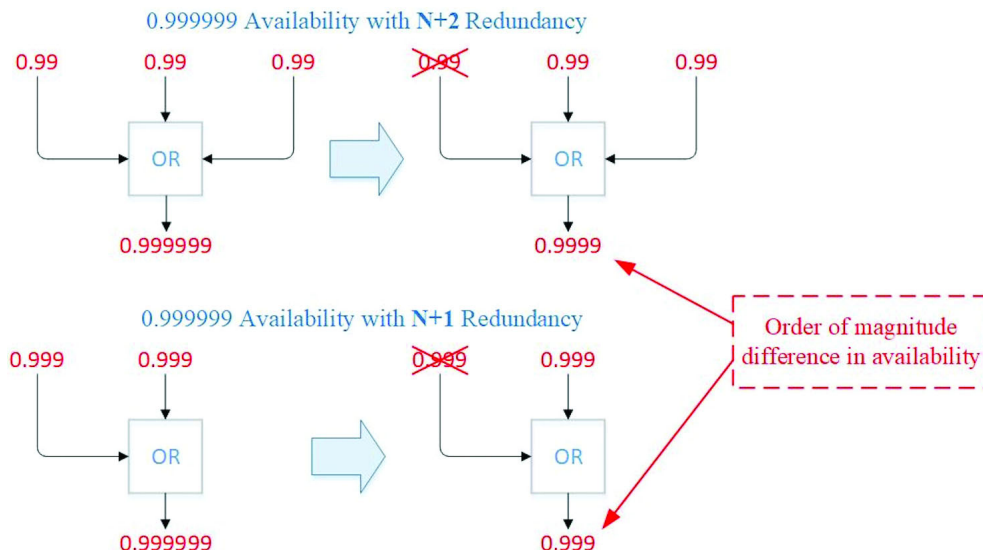 0.999999 Availability with N+2 Redundancy
0.99 0.99 0.99 0.99 0.99 0.99
OR OR
0.999999 0.9999
0.999999 Availability with N+1 Redundancy
Order of magnitude
difference in availability
0.999 0.999 0.999 0.999
OR OR
0.999999 0.999